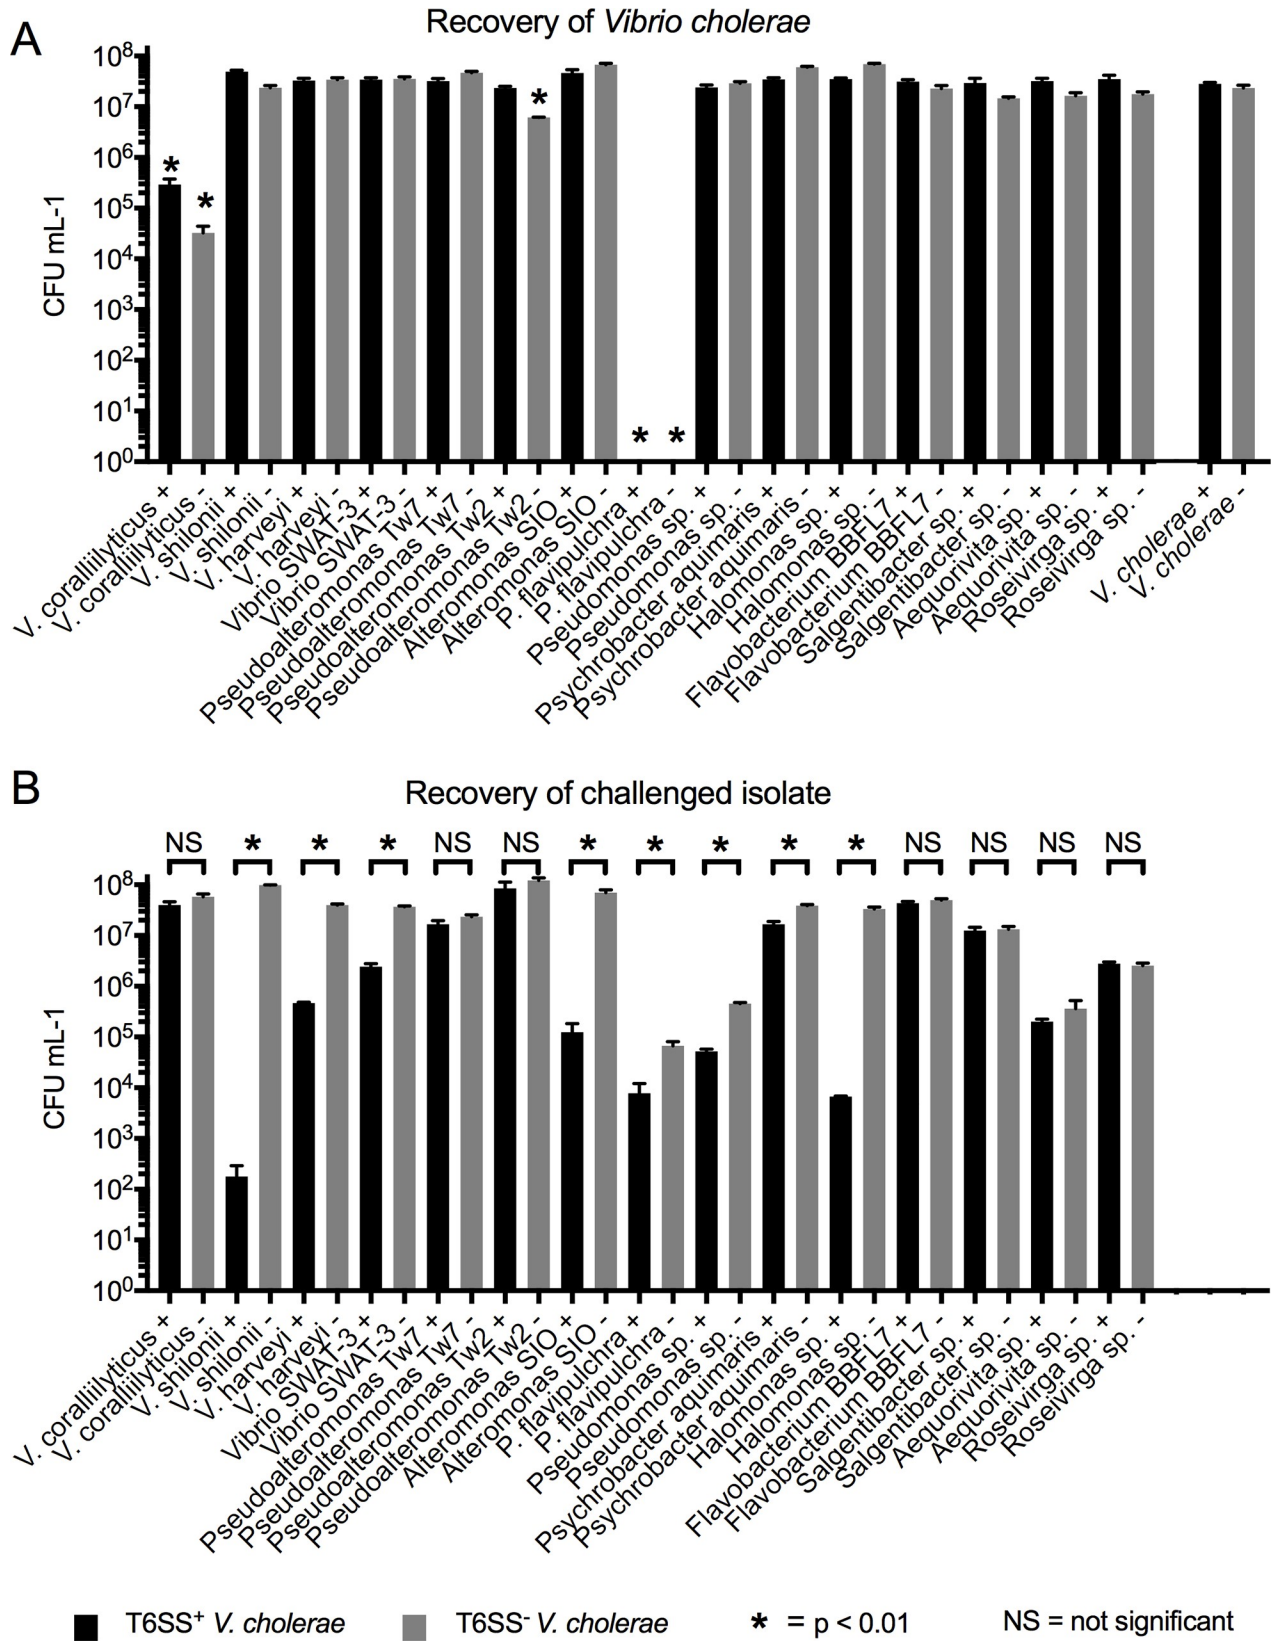 A
Recovery of Vibrio cholerae
CFU mL-1
10⁸
10⁷
10⁶
10⁵
10⁴
10³
10²
10¹
10⁰
*
*
*
*
*
V. coralliilyticus +
V. coralliilyticus -
V. shilonii +
V. shilonii -
V. harveyi +
V. harveyi -
Vibrio SWAT-3 +
Vibrio SWAT-3 -
Pseudoalteromonas Tw7 +
Pseudoalteromonas Tw7 -
Pseudoalteromonas Tw2 +
Pseudoalteromonas Tw2 -
Alteromonas SIO +
Alteromonas SIO -
P. flavipulchra +
P. flavipulchra -
Pseudomonas sp. +
Pseudomonas sp. -
Psychrobacter aquimaris +
Psychrobacter aquimaris -
Halomonas sp. +
Halomonas sp. -
Flavobacterium BBFL7 +
Flavobacterium BBFL7 -
Salgentibacter sp. +
Salgentibacter sp. -
Aequorivita sp. +
Aequorivita sp. -
Roseivirga sp. +
Roseivirga sp. -
V. cholerae +
V. cholerae -
B
Recovery of challenged isolate
NS * * * NS NS * * * * * NS NS NS NS
CFU mL-1
10⁸
10⁷
10⁶
10⁵
10⁴
10³
10²
10¹
10⁰
V. coralliilyticus +
V. coralliilyticus -
V. shilonii +
V. shilonii -
V. harveyi +
V. harveyi -
Vibrio SWAT-3 +
Vibrio SWAT-3 -
Pseudoalteromonas Tw7 +
Pseudoalteromonas Tw7 -
Pseudoalteromonas Tw2 +
Pseudoalteromonas Tw2 -
Alteromonas SIO +
Alteromonas SIO -
P. flavipulchra +
P. flavipulchra -
Pseudomonas sp. +
Pseudomonas sp. -
Psychrobacter aquimaris +
Psychrobacter aquimaris -
Halomonas sp. +
Halomonas sp. -
Flavobacterium BBFL7 +
Flavobacterium BBFL7 -
Salgentibacter sp. +
Salgentibacter sp. -
Aequorivita sp. +
Aequorivita sp. -
Roseivirga sp. +
Roseivirga sp. -
T6SS⁺ V. cholerae T6SS⁻ V. cholerae * = p < 0.01 NS = not significant